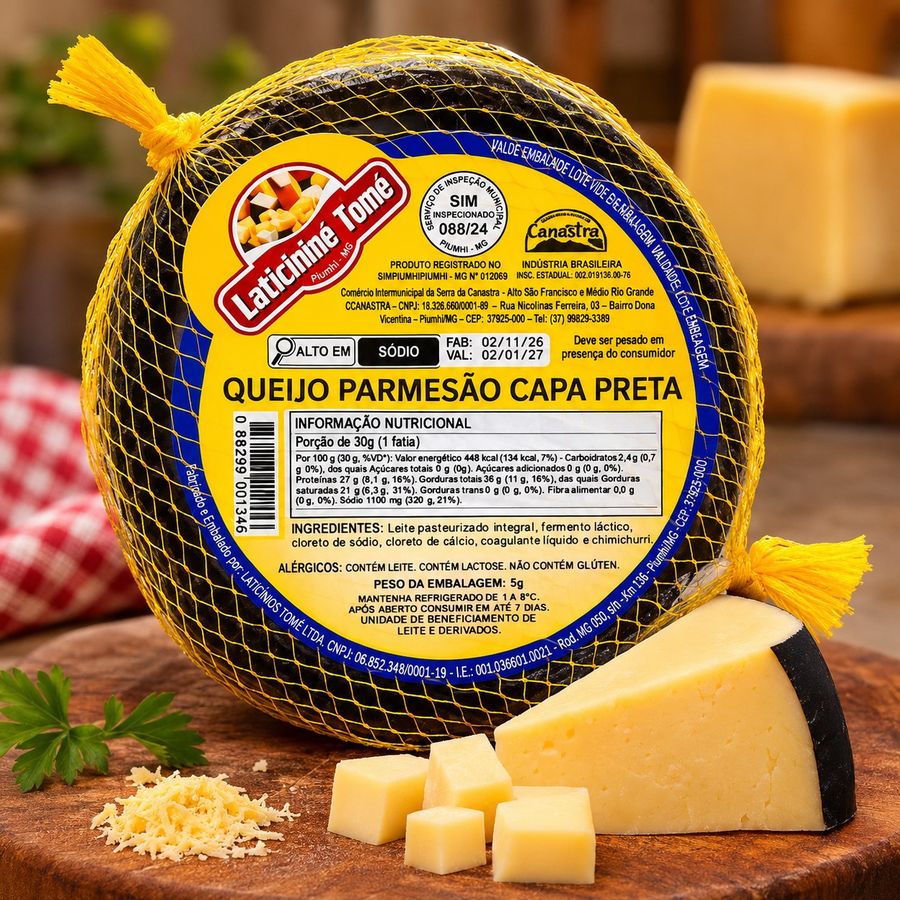 VALDE EMBALADE LOTE VIDE DE EMBLAGEM, VALIDADE: LOTE EMBLAGEM
Laticininé Tomé
Piumhi - MG
SERVIÇO DE INSPEÇÃO MUNICIPAL
SIM
INSPECIONADO
088/24
PIUMHI - MG
Canastra
PRODUTO REGISTRADO NO
SIMPIUMHIPIUMHI - MG Nº 012069
INDÚSTRIA BRASILEIRA
INSC. ESTADUAL: 002.019136.00-76
Comércio Intermunicipal da Serra da Canastra - Alto São Francisco e Médio Rio Grande
CCANASTRA – CNPJ: 18.326.660/0001-89 – Rua Nicolinas Ferreira, 03 – Bairro Dona
Vicentina – Piumhi/MG – CEP: 37925-000 – Tel: (37) 99829-3389
ALTO EM SÓDIO
FAB: 02/11/26
VAL: 02/01/27
Deve ser pesado em
presença do consumidor
QUEIJO PARMESÃO CAPA PRETA
0 88299 001346
INFORMAÇÃO NUTRICIONAL
Porção de 30g (1 fatia)
Por 100 g (30 g, %VD*): Valor energético 448 kcal (134 kcal, 7%) - Carboidratos 2,4 g (0,7
g 0%), dos quais Açúcares totais 0 g (0g). Açúcares adicionados 0 g (0 g, 0%).
Proteínas 27 g (8,1 g, 16%). Gorduras totais 36 g (11 g, 16%), das quais Gorduras
saturadas 21 g (6,3 g, 31%). Gorduras trans 0 g (0 g, 0%). Fibra alimentar 0,0 g
(0 g, 0%). Sódio 1100 mg (320 g, 21%).
INGREDIENTES: Leite pasteurizado integral, fermento láctico,
cloreto de sódio, cloreto de cálcio, coagulante líquido e chimichurri.
ALÉRGICOS: CONTÉM LEITE. CONTÉM LACTOSE. NÃO CONTÉM GLÚTEN.
PESO DA EMBALAGEM: 5g
MANTENHA REFRIGERADO DE 1 A 8°C.
APÓS ABERTO CONSUMIR EM ATÉ 7 DIAS.
UNIDADE DE BENEFICIAMENTO DE
LEITE E DERIVADOS.
Fabricado e Embalado por: LATICÍNIOS TOMÉ LTDA. CNPJ: 06.852.348/0001-19 - I.E.: 001.036601.0021 - Rod. MG 050, s/n - Km 136 - Piumhi/MG - CEP: 37925-000